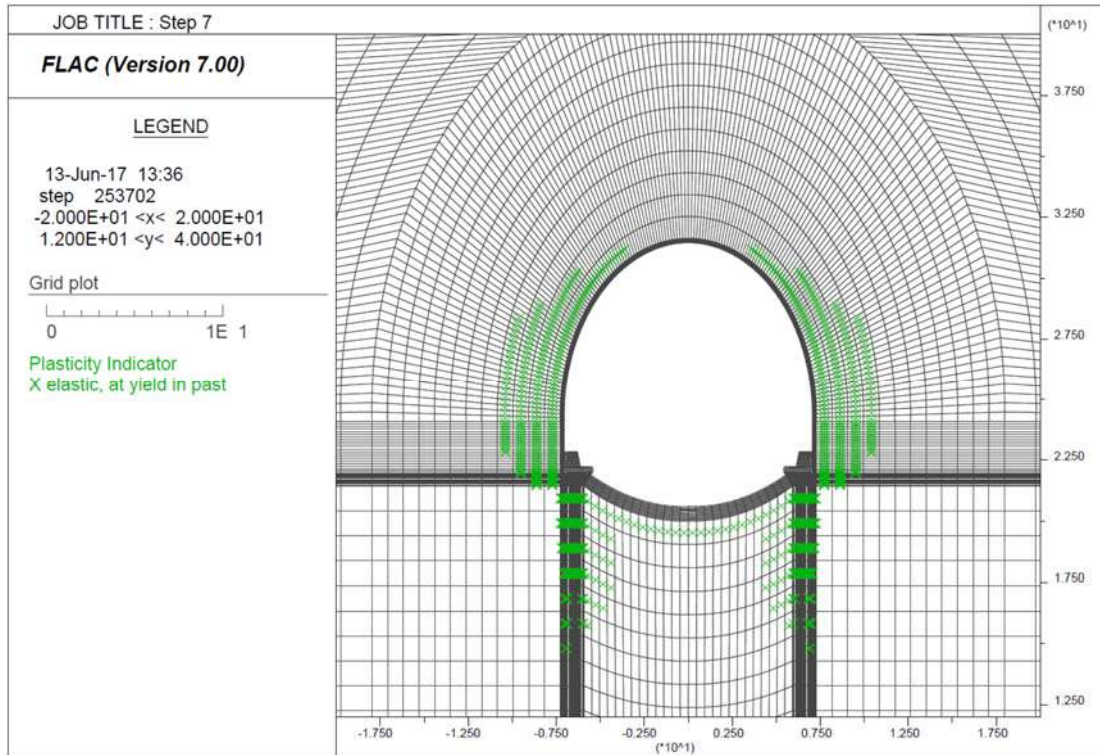 JOB TITLE : Step 7
(*10^1)
FLAC (Version 7.00)
LEGEND
13-Jun-17 13:36
step 253702
-2.000E+01 <x< 2.000E+01
1.200E+01 <y< 4.000E+01
Grid plot
0 1E 1
Plasticity Indicator
X elastic, at yield in past
3.750
3.250
2.750
2.250
1.750
1.250
-1.750 -1.250 -0.750 -0.250 0.250 0.750 1.250 1.750
(*10^1)